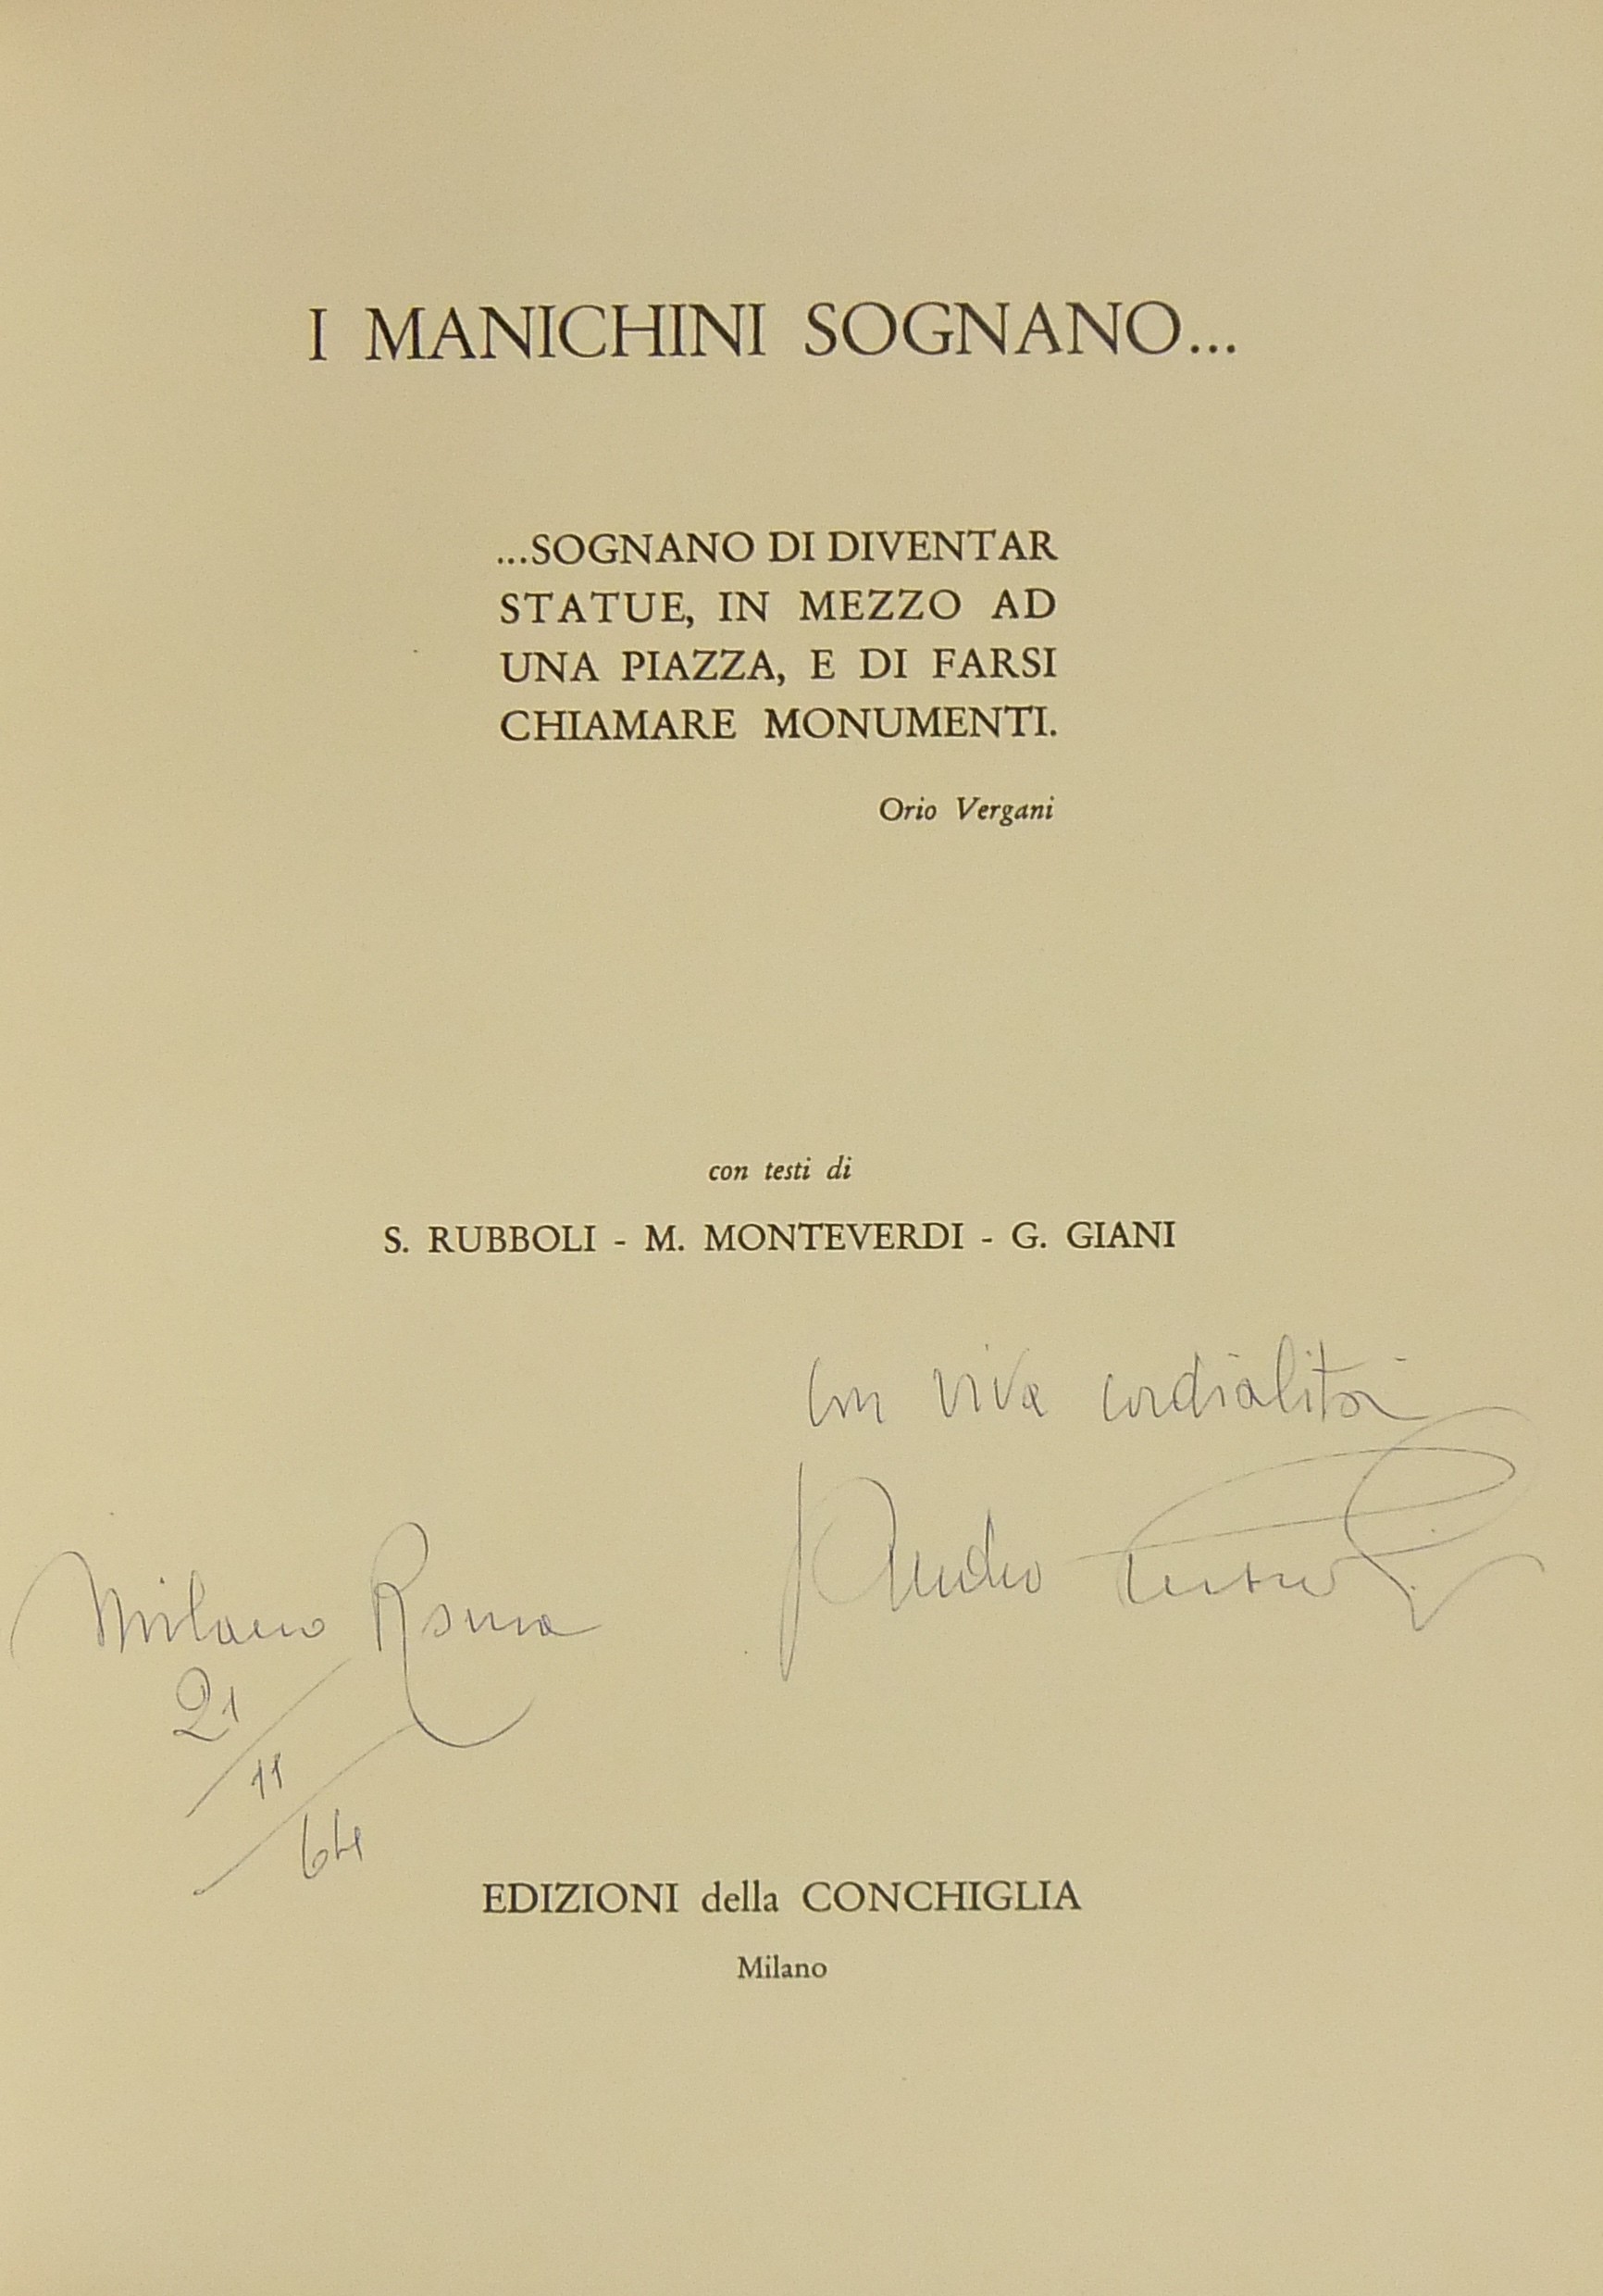 I MANICHINI SOGNANO...
...SOGNANO DI DIVENTAR
STATUE, IN MEZZO AD
UNA PIAZZA, E DI FARSI
CHIAMARE MONUMENTI.
Orio Vergani
con testi di
S. RUBBOLI - M. MONTEVERDI - G. GIANI
con viva cordialità
Milano Roma
21
11
64
EDIZIONI della CONCHIGLIA
Milano